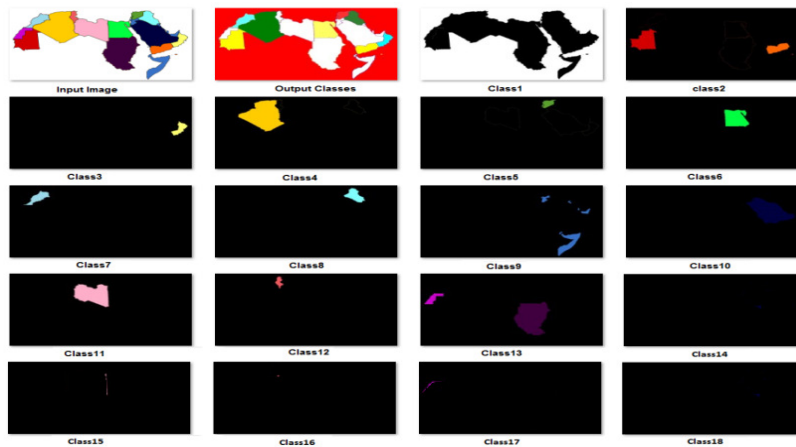 Input Image
Output Classes
Class1
class2
Class3
Class4
Class5
Class6
Class7
Class8
Class9
Class10
Class11
Class12
Class13
Class14
Class15
Class16
Class17
Class18